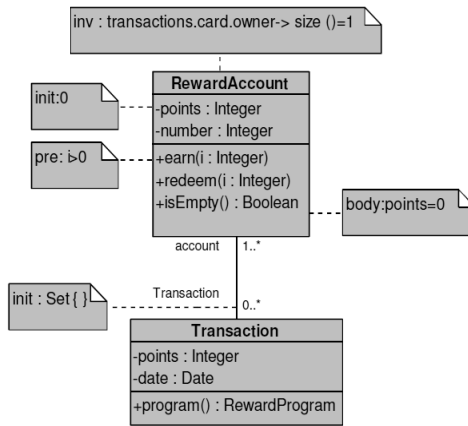 inv : transactions.card.owner-> size ()=1
RewardAccount
init:0
-points : Integer
-number : Integer
pre: i>0
+earn(i : Integer)
+redeem(i : Integer)
+isEmpty() : Boolean
body:points=0
account
1..*
Transaction
init : Set{ }
0..*
Transaction
-points : Integer
-date : Date
+program() : RewardProgram